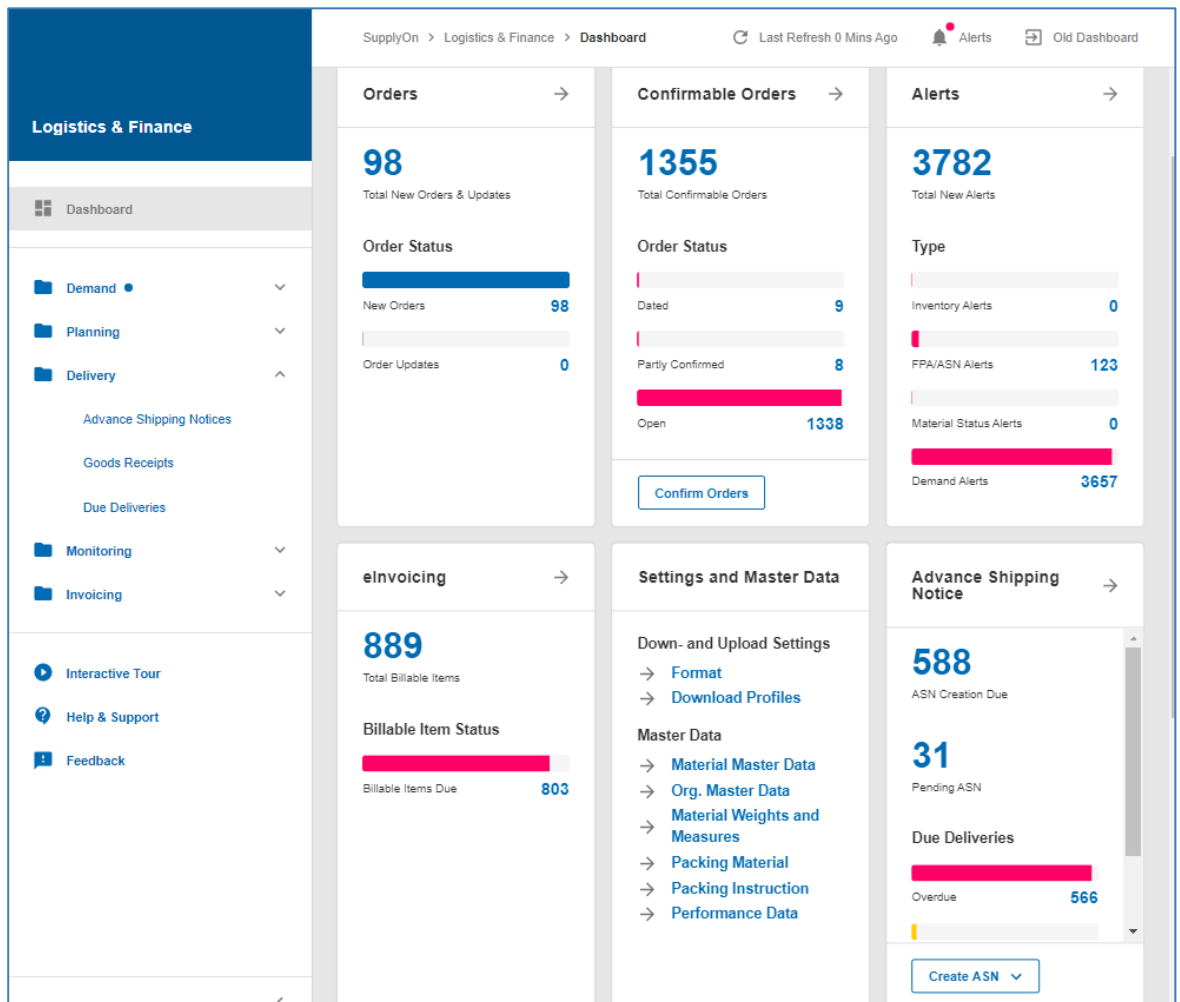 SupplyOn > Logistics & Finance > Dashboard
Last Refresh 0 Mins Ago
Alerts
Old Dashboard
Logistics & Finance
Dashboard
Demand
Planning
Delivery
Advance Shipping Notices
Goods Receipts
Due Deliveries
Monitoring
Invoicing
Interactive Tour
Help & Support
Feedback
Orders
98
Total New Orders & Updates
Order Status
New Orders 98
Order Updates 0
Confirmable Orders
1355
Total Confirmable Orders
Order Status
Dated 9
Partly Confirmed 8
Open 1338
Confirm Orders
Alerts
3782
Total New Alerts
Type
Inventory Alerts 0
FPA/ASN Alerts 123
Material Status Alerts 0
Demand Alerts 3657
eInvoicing
889
Total Billable Items
Billable Item Status
Billable Items Due 803
Settings and Master Data
Down- and Upload Settings
Format
Download Profiles
Master Data
Material Master Data
Org. Master Data
Material Weights and
Measures
Packing Material
Packing Instruction
Performance Data
Advance Shipping
Notice
588
ASN Creation Due
31
Pending ASN
Due Deliveries
Overdue 566
Create ASN